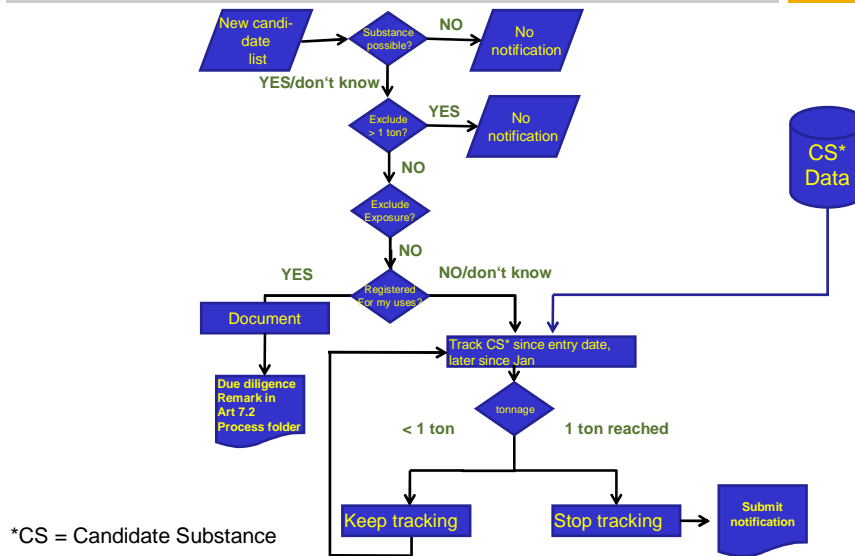 New candi-
date
list
Substance
possible?
NO
No
notification
YES/don't know
Exclude
> 1 ton?
YES
No
notification
CS*
Data
NO
Exclude
Exposure?
NO
YES
NO/don't know
Registered
For my uses?
Document
Track CS* since entry date,
later since Jan
Due diligence
Remark in
Art 7.2
Process folder
tonnage
< 1 ton
1 ton reached
Keep tracking
Stop tracking
Submit
notification
*CS = Candidate Substance